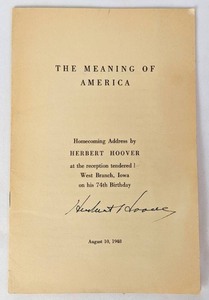 THE MEANING OF
AMERICA
Homecoming Address by
HERBERT HOOVER
at the reception tendered
West Branch, Iowa
on his 74th Birthday
Herbert Hoover
August 10, 1948